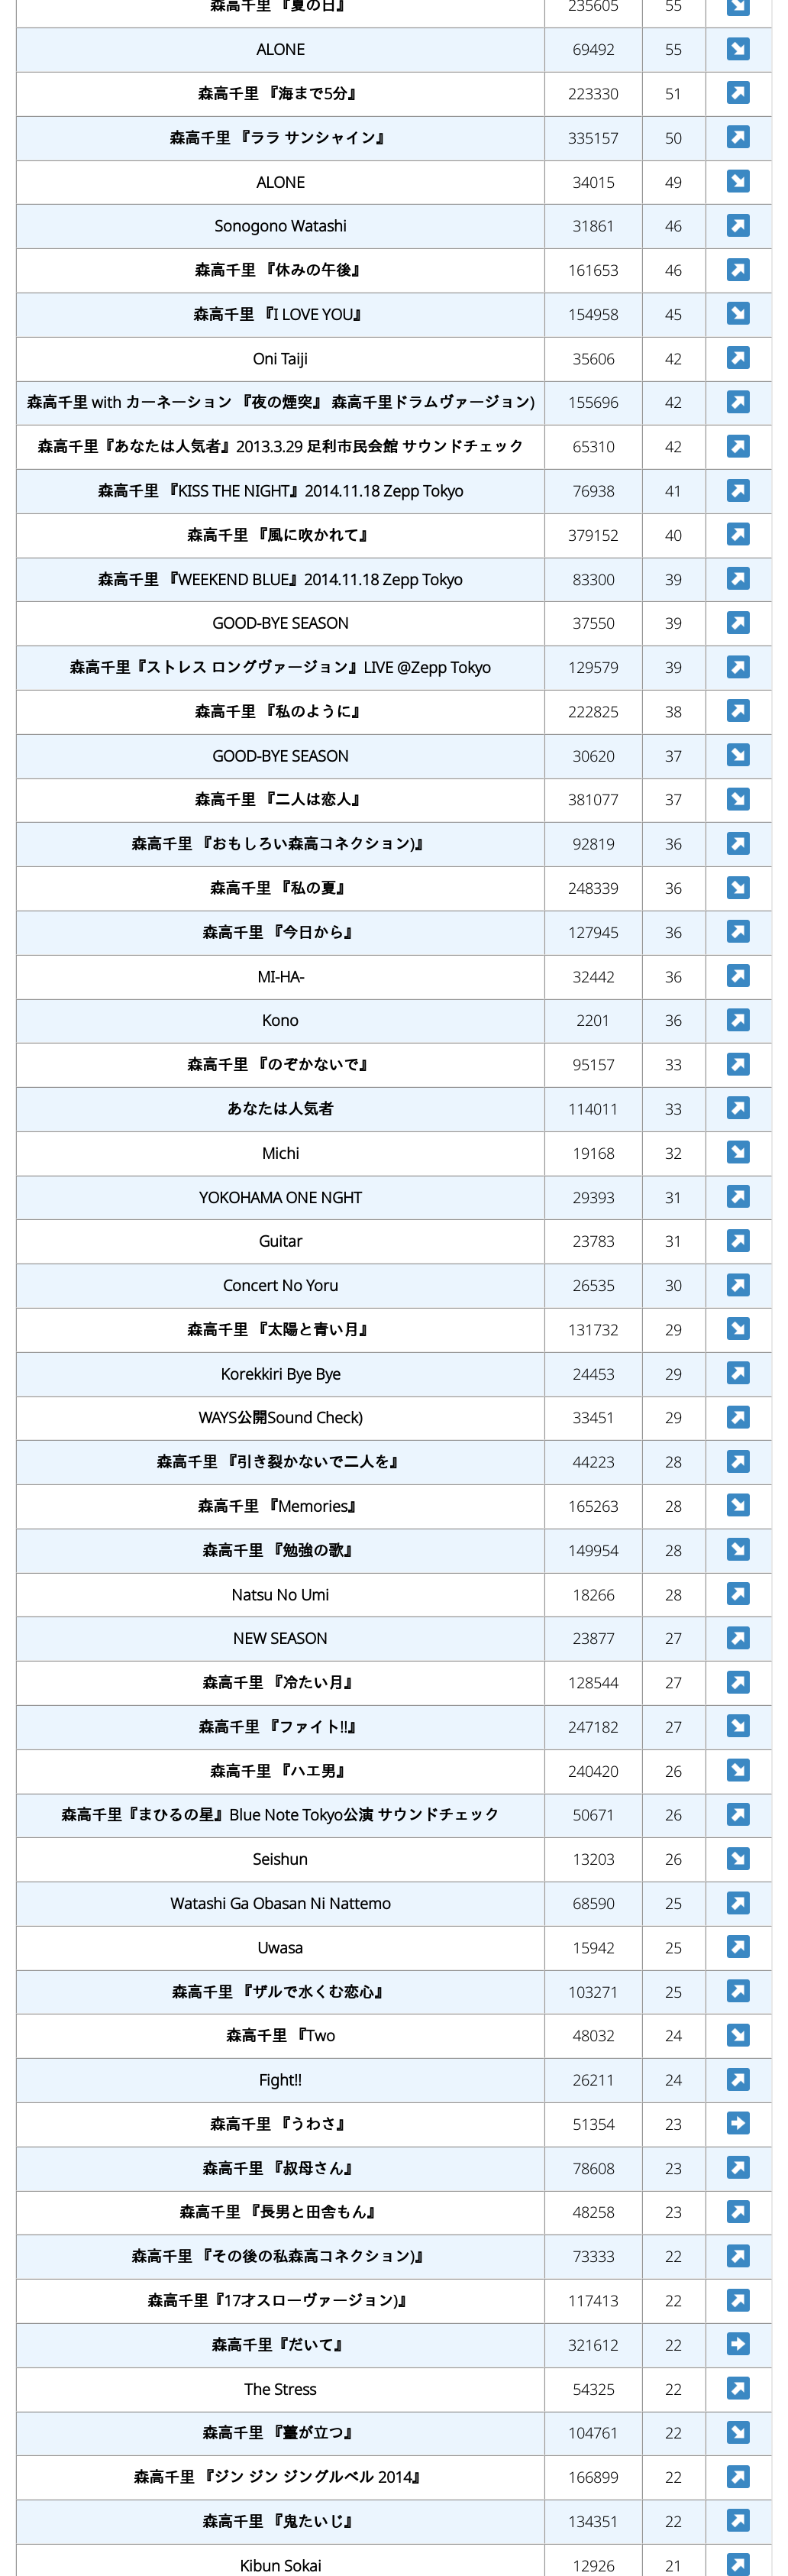 森高千里 『夏の日』 235605 55
ALONE 69492 55
森高千里 『海まで5分』 223330 51
森高千里 『ララ サンシャイン』 335157 50
ALONE 34015 49
Sonogono Watashi 31861 46
森高千里 『休みの午後』 161653 46
森高千里 『I LOVE YOU』 154958 45
Oni Taiji 35606 42
森高千里 with カーネーション 『夜の煙突』 森高千里ドラムヴァージョン) 155696 42
森高千里『あなたは人気者』2013.3.29 足利市民会館 サウンドチェック 65310 42
森高千里 『KISS THE NIGHT』2014.11.18 Zepp Tokyo 76938 41
森高千里 『風に吹かれて』 379152 40
森高千里 『WEEKEND BLUE』2014.11.18 Zepp Tokyo 83300 39
GOOD-BYE SEASON 37550 39
森高千里『ストレス ロングヴァージョン』LIVE @Zepp Tokyo 129579 39
森高千里 『私のように』 222825 38
GOOD-BYE SEASON 30620 37
森高千里 『二人は恋人』 381077 37
森高千里 『おもしろい森高コネクション)』 92819 36
森高千里 『私の夏』 248339 36
森高千里 『今日から』 127945 36
MI-HA- 32442 36
Kono 2201 36
森高千里 『のぞかないで』 95157 33
あなたは人気者 114011 33
Michi 19168 32
YOKOHAMA ONE NGHT 29393 31
Guitar 23783 31
Concert No Yoru 26535 30
森高千里 『太陽と青い月』 131732 29
Korekkiri Bye Bye 24453 29
WAYS公開Sound Check) 33451 29
森高千里 『引き裂かないで二人を』 44223 28
森高千里 『Memories』 165263 28
森高千里 『勉強の歌』 149954 28
Natsu No Umi 18266 28
NEW SEASON 23877 27
森高千里 『冷たい月』 128544 27
森高千里 『ファイト!!』 247182 27
森高千里 『ハエ男』 240420 26
森高千里『まひるの星』Blue Note Tokyo公演 サウンドチェック 50671 26
Seishun 13203 26
Watashi Ga Obasan Ni Nattemo 68590 25
Uwasa 15942 25
森高千里 『ザルで水くむ恋心』 103271 25
森高千里 『Two 48032 24
Fight!! 26211 24
森高千里 『うわさ』 51354 23
森高千里 『叔母さん』 78608 23
森高千里 『長男と田舎もん』 48258 23
森高千里 『その後の私森高コネクション)』 73333 22
森高千里『17才スローヴァージョン)』 117413 22
森高千里『だいて』 321612 22
The Stress 54325 22
森高千里 『薹が立つ』 104761 22
森高千里 『ジン ジン ジングルベル 2014』 166899 22
森高千里 『鬼たいじ』 134351 22
Kibun Sokai 12926 21